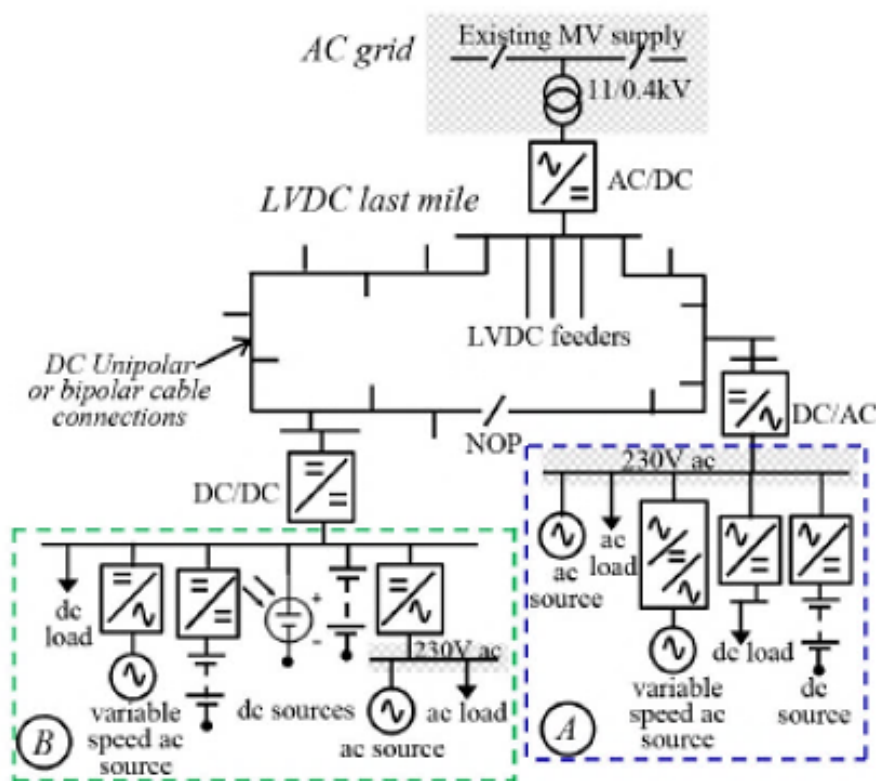 Existing MV supply
AC grid
11/0.4kV
AC/DC
LVDC last mile
LVDC feeders
DC Unipolar
or bipolar cable
connections
NOP
DC/AC
DC/DC
230V ac
ac
source
ac
load
variable
speed ac
source
dc load
dc
source
A
dc
load
+
-
230V ac
variable
speed ac
source
dc sources
ac source
ac load
B